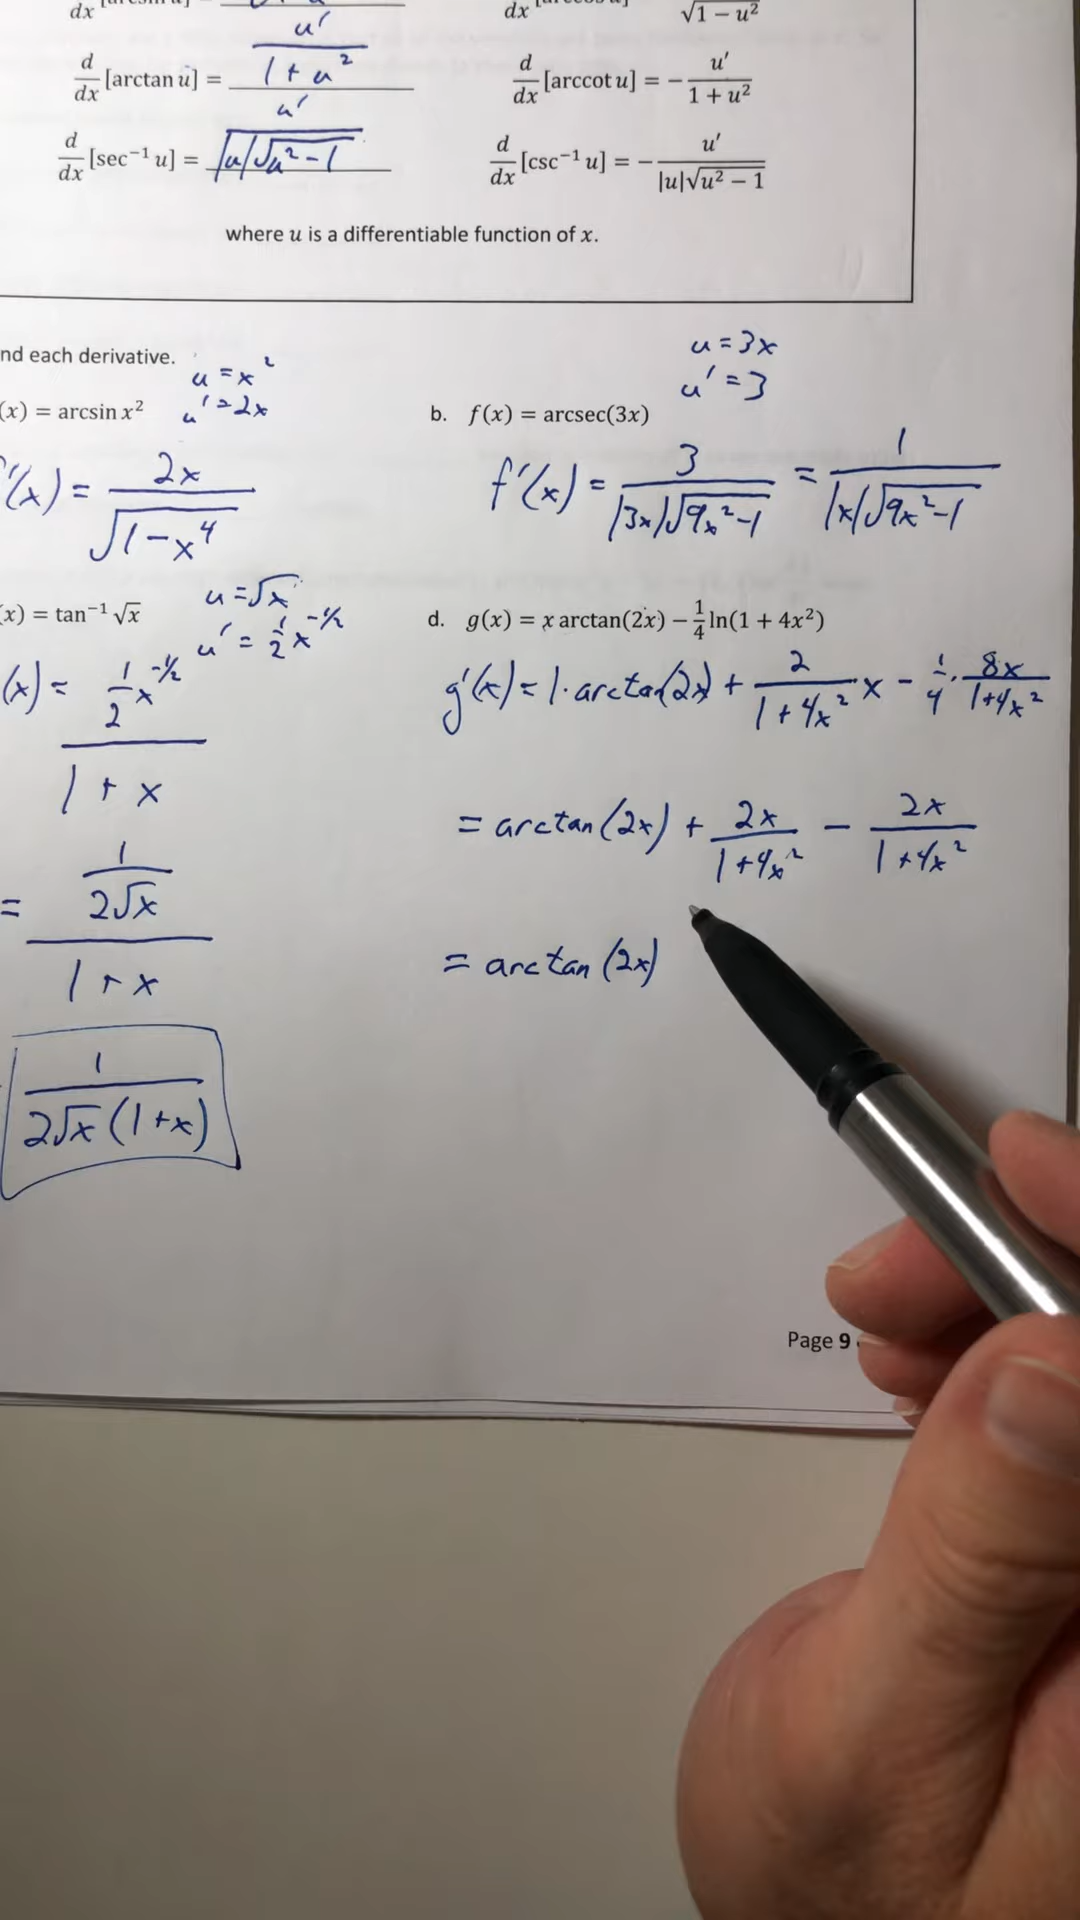 d/dx
d/dx
√1 − u²
d/dx [arctan u] = u' / 1 + u²
d/dx [arccot u] = − u' / 1 + u²
d/dx [sec⁻¹ u] = u' / |u|√u² − 1
d/dx [csc⁻¹ u] = − u' / |u|√u² − 1
where u is a differentiable function of x.
nd each derivative.
u = x²
u' = 2x
(x) = arcsin x²
'(x) = 2x / √1 − x⁴
u = 3x
u' = 3
b. f(x) = arcsec(3x)
f'(x) = 3 / |3x|√9x² − 1 = 1 / |x|√9x² − 1
(x) = tan⁻¹ √x
u = √x
u' = 1/2 x^−1/2
(x) = 1/2 x^−1/2 / 1 + x
= 1 / 2√x / 1 + x
1 / 2√x (1 + x)
d. g(x) = x arctan(2x) − 1/4 ln(1 + 4x²)
g'(x) = 1 · arctan(2x) + 2 / 1 + 4x² x − 1/4 · 8x / 1 + 4x²
= arctan (2x) + 2x / 1 + 4x² − 2x / 1 + 4x²
= arctan (2x)
Page 9